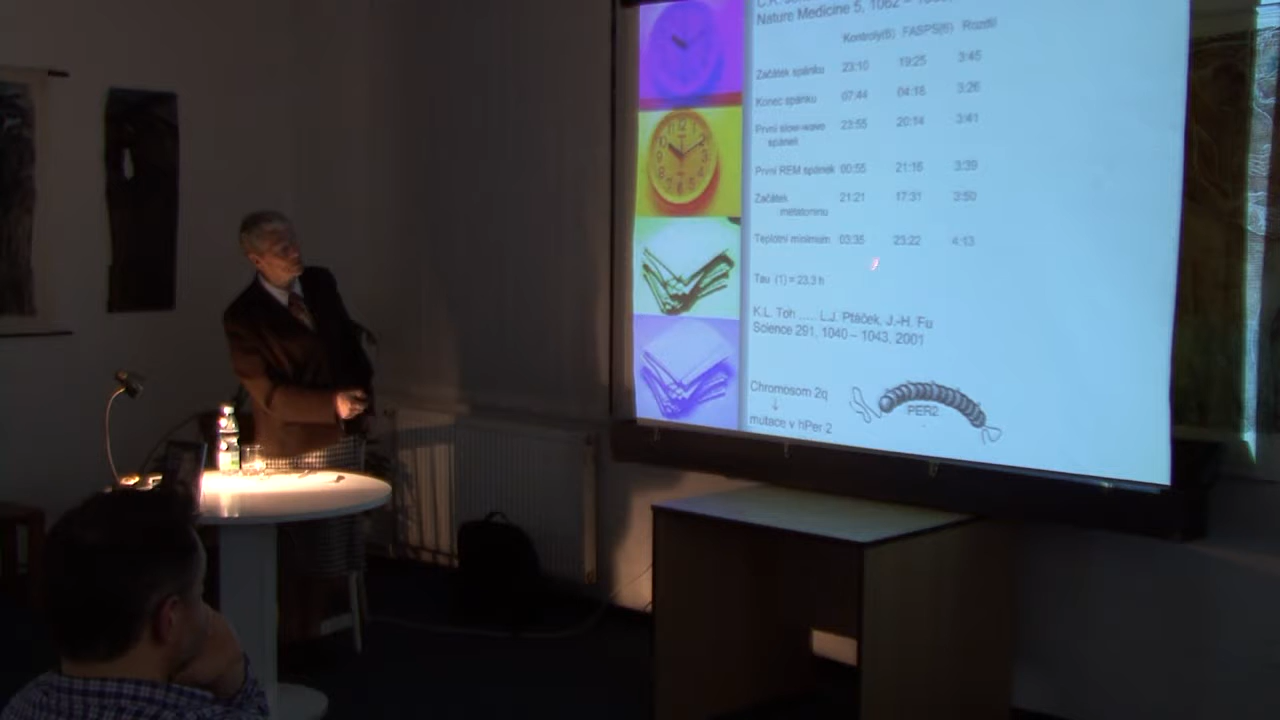 Nature Medicine 5, 1062 –
Kontroly(6) FASPS(6) Rozdíl
Začátek spánku 23:10 19:25 3:45
Konec spánku 07:44 04:18 3:26
První slow-wave 23:55 20:14 3:41
spánek
První REM spánek 00:55 21:16 3:39
Začátek 21:21 17:31 3:50
melatoninu
Teplotní minimum 03:35 23:22 4:13
Tau (1) = 23.3 h
K.L. Toh ..... L.J. Ptáček, J.-H. Fu
Science 291, 1040 – 1043, 2001
Chromosom 2q
↓
mutace v hPer 2
PER2